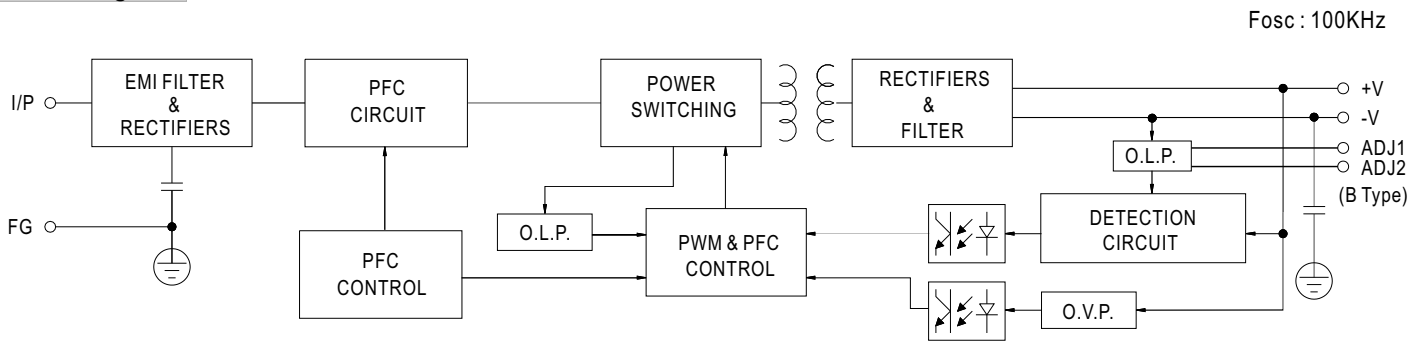 Fosc : 100KHz
I/P
EMI FILTER
&
RECTIFIERS
PFC
CIRCUIT
POWER
SWITCHING
RECTIFIERS
&
FILTER
+V
-V
ADJ1
ADJ2
(B Type)
O.L.P.
FG
O.L.P.
PFC
CONTROL
PWM & PFC
CONTROL
DETECTION
CIRCUIT
O.V.P.